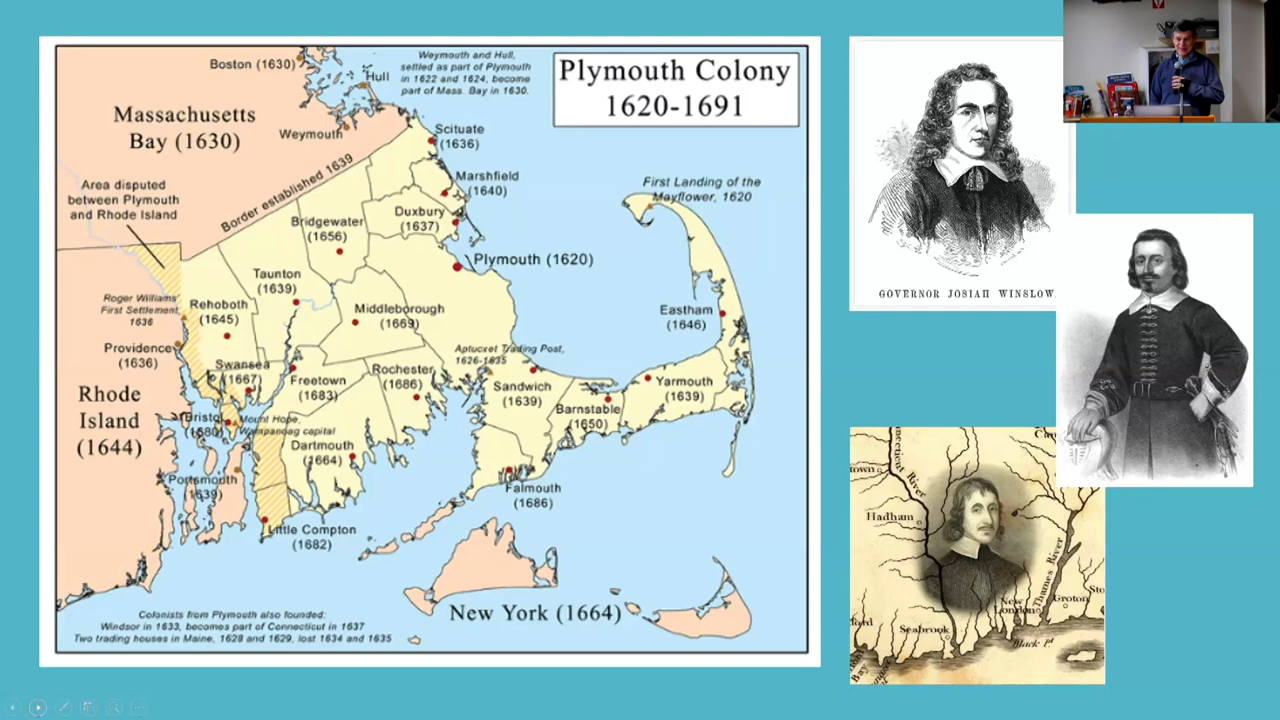 Plymouth Colony
1620-1691
Weymouth and Hull,
settled as part of Plymouth
in 1622 and 1624, become
part of Mass. Bay in 1630.
Boston (1630)
Hull
Massachusetts
Bay (1630)
Weymouth
Scituate
(1636)
Border established 1639
Marshfield
(1640)
Area disputed
between Plymouth
and Rhode Island
First Landing of the
Mayflower, 1620
Duxbury
(1637)
Bridgewater
(1656)
Plymouth (1620)
Taunton
(1639)
Roger Williams'
First Settlement,
1636
Rehoboth
(1645)
Middleborough
(1669)
Eastham
(1646)
Providence
(1636)
Aptucxet Trading Post,
1626-1635
Swansea
(1667)
Freetown
(1683)
Rochester
(1686)
Sandwich
(1639)
Yarmouth
(1639)
Rhode
Island
(1644)
Barnstable
(1650)
Bristol
(1680)
Mount Hope,
Wampanoag capital
Dartmouth
(1664)
Portsmouth
(1639)
Falmouth
(1686)
Little Compton
(1682)
New York (1664)
Colonists from Plymouth also founded:
Windsor in 1633, becomes part of Connecticut in 1637
Two trading houses in Maine, 1628 and 1629, lost 1634 and 1635
GOVERNOR JOSIAH WINSLOW.
town
River
Hadham
Thames River
New
London
Groton
Seabrook
Black Pt.
Bay